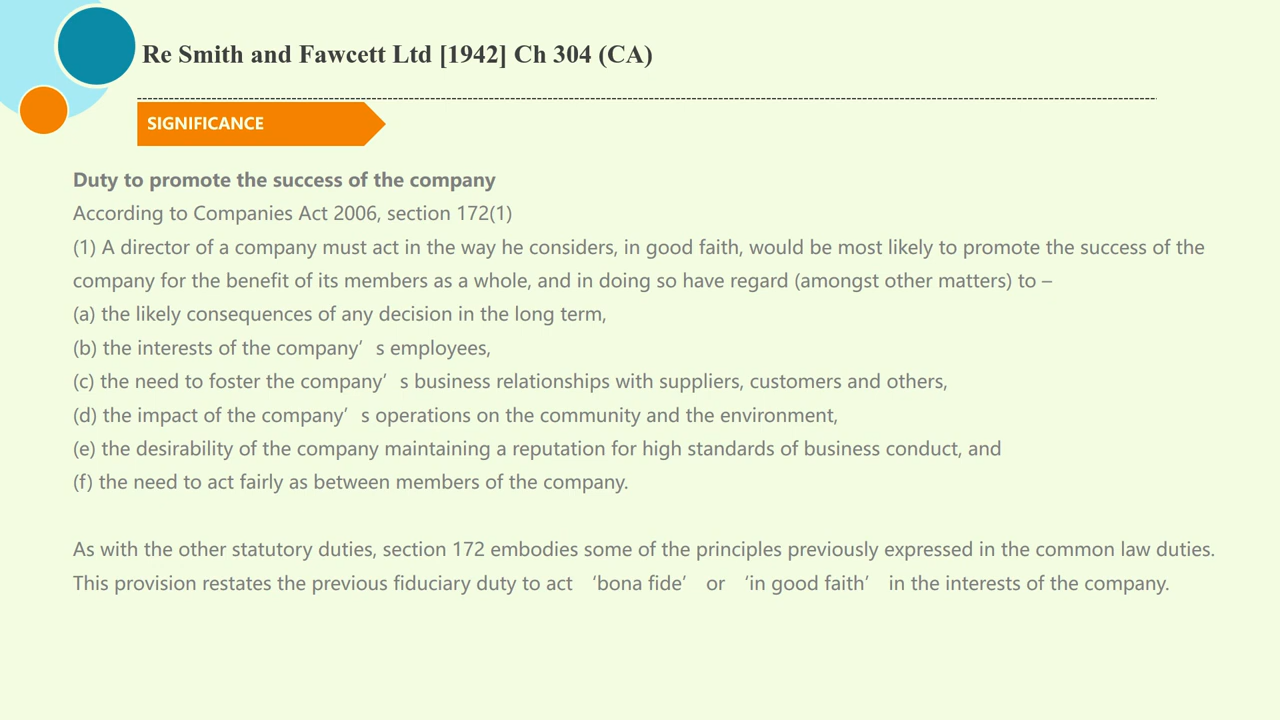 Re Smith and Fawcett Ltd [1942] Ch 304 (CA)
SIGNIFICANCE
Duty to promote the success of the company
According to Companies Act 2006, section 172(1)
(1) A director of a company must act in the way he considers, in good faith, would be most likely to promote the success of the
company for the benefit of its members as a whole, and in doing so have regard (amongst other matters) to –
(a) the likely consequences of any decision in the long term,
(b) the interests of the company’s employees,
(c) the need to foster the company’s business relationships with suppliers, customers and others,
(d) the impact of the company’s operations on the community and the environment,
(e) the desirability of the company maintaining a reputation for high standards of business conduct, and
(f) the need to act fairly as between members of the company.
As with the other statutory duties, section 172 embodies some of the principles previously expressed in the common law duties.
This provision restates the previous fiduciary duty to act ‘bona fide’ or ‘in good faith’ in the interests of the company.